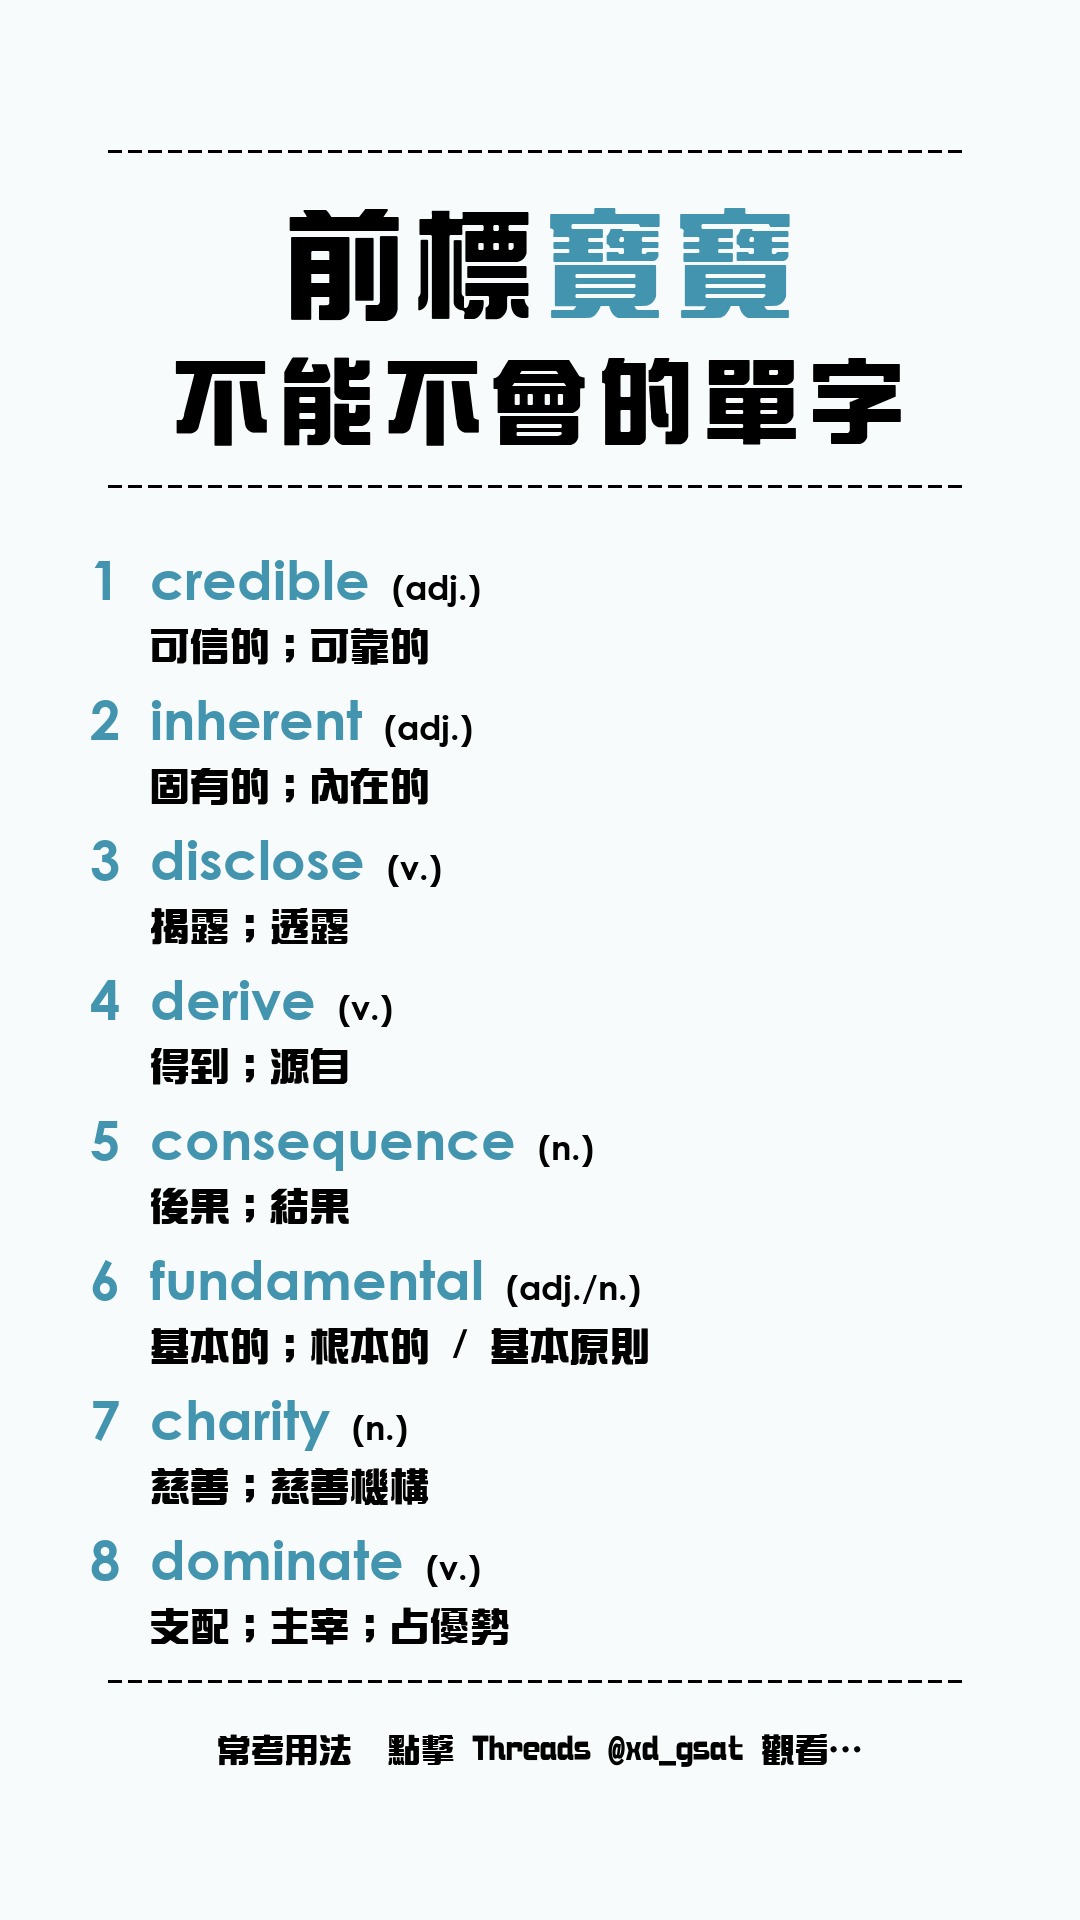 前標寶寶
不能不會的單字
1 credible (adj.)
可信的；可靠的
2 inherent (adj.)
固有的；內在的
3 disclose (v.)
揭露；透露
4 derive (v.)
得到；源自
5 consequence (n.)
後果；結果
6 fundamental (adj./n.)
基本的；根本的 / 基本原則
7 charity (n.)
慈善；慈善機構
8 dominate (v.)
支配；主宰；占優勢
常考用法　點擊 Threads @xd_gsat 觀看…